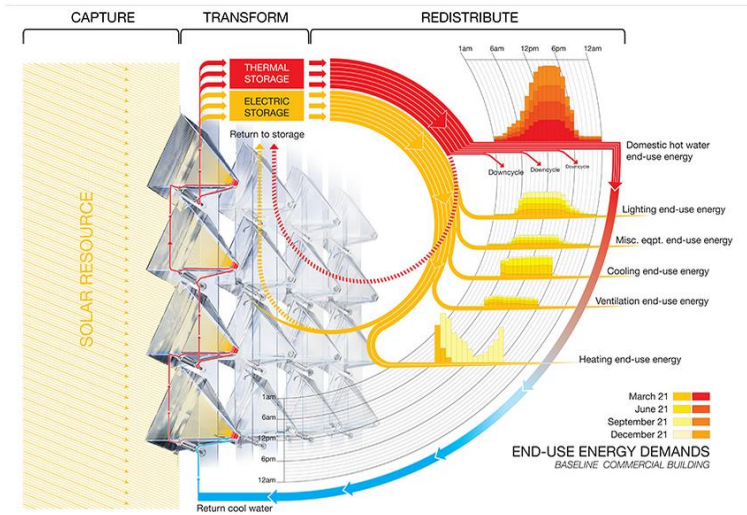 CAPTURE
TRANSFORM
REDISTRIBUTE
1am
6am
12pm
6pm
12am
THERMAL
STORAGE
ELECTRIC
STORAGE
Return to storage
Domestic hot water
end-use energy
Downcycle
Downcycle
Downcycle
SOLAR RESOURCE
Lighting end-use energy
Misc. eqpt. end-use energy
Cooling end-use energy
Ventilation end-use energy
Heating end-use energy
1am
6am
12pm
6pm
12am
March 21
June 21
September 21
December 21
END-USE ENERGY DEMANDS
BASELINE COMMERCIAL BUILDING
Return cool water